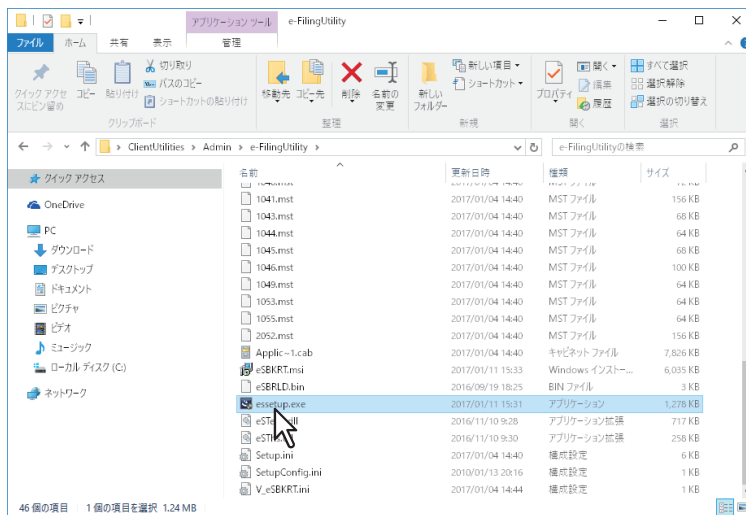 アプリケーション ツール e-FilingUtility
ファイル ホーム 共有 表示 管理
クイック アクセスにピン留め
コピー
貼り付け
切り取り
パスのコピー
ショートカットの貼り付け
クリップボード
移動先
コピー先
削除
名前の変更
整理
新しいフォルダー
新しい項目
ショートカット
新規
プロパティ
開く
編集
履歴
開く
すべて選択
選択解除
選択の切り替え
選択
ClientUtilities > Admin > e-FilingUtility >
e-FilingUtilityの検索
クイック アクセス
OneDrive
PC
ダウンロード
デスクトップ
ドキュメント
ピクチャ
ビデオ
ミュージック
ローカル ディスク (C:)
ネットワーク
名前 更新日時 種類 サイズ
1040.mst 2017/01/04 14:40 MST ファイル 72 KB
1041.mst 2017/01/04 14:40 MST ファイル 156 KB
1043.mst 2017/01/04 14:40 MST ファイル 68 KB
1044.mst 2017/01/04 14:40 MST ファイル 64 KB
1045.mst 2017/01/04 14:40 MST ファイル 68 KB
1046.mst 2017/01/04 14:40 MST ファイル 100 KB
1049.mst 2017/01/04 14:40 MST ファイル 64 KB
1053.mst 2017/01/04 14:40 MST ファイル 64 KB
1055.mst 2017/01/04 14:40 MST ファイル 64 KB
2052.mst 2017/01/04 14:40 MST ファイル 156 KB
Applic~1.cab 2017/01/04 14:40 キャビネット ファイル 7,826 KB
eSBKRT.msi 2017/01/11 15:33 Windows インストー... 6,035 KB
eSBRLD.bin 2016/09/19 18:25 BIN ファイル 3 KB
essetup.exe 2017/01/11 15:31 アプリケーション 1,278 KB
2016/11/10 9:28 アプリケーション拡張 717 KB
2016/11/10 9:30 アプリケーション拡張 258 KB
Setup.ini 2017/01/04 14:40 構成設定 6 KB
SetupConfig.ini 2010/01/13 20:16 構成設定 1 KB
V_eSBKRT.ini 2017/01/04 14:44 構成設定 1 KB
46 個の項目 1 個の項目を選択 1.24 MB